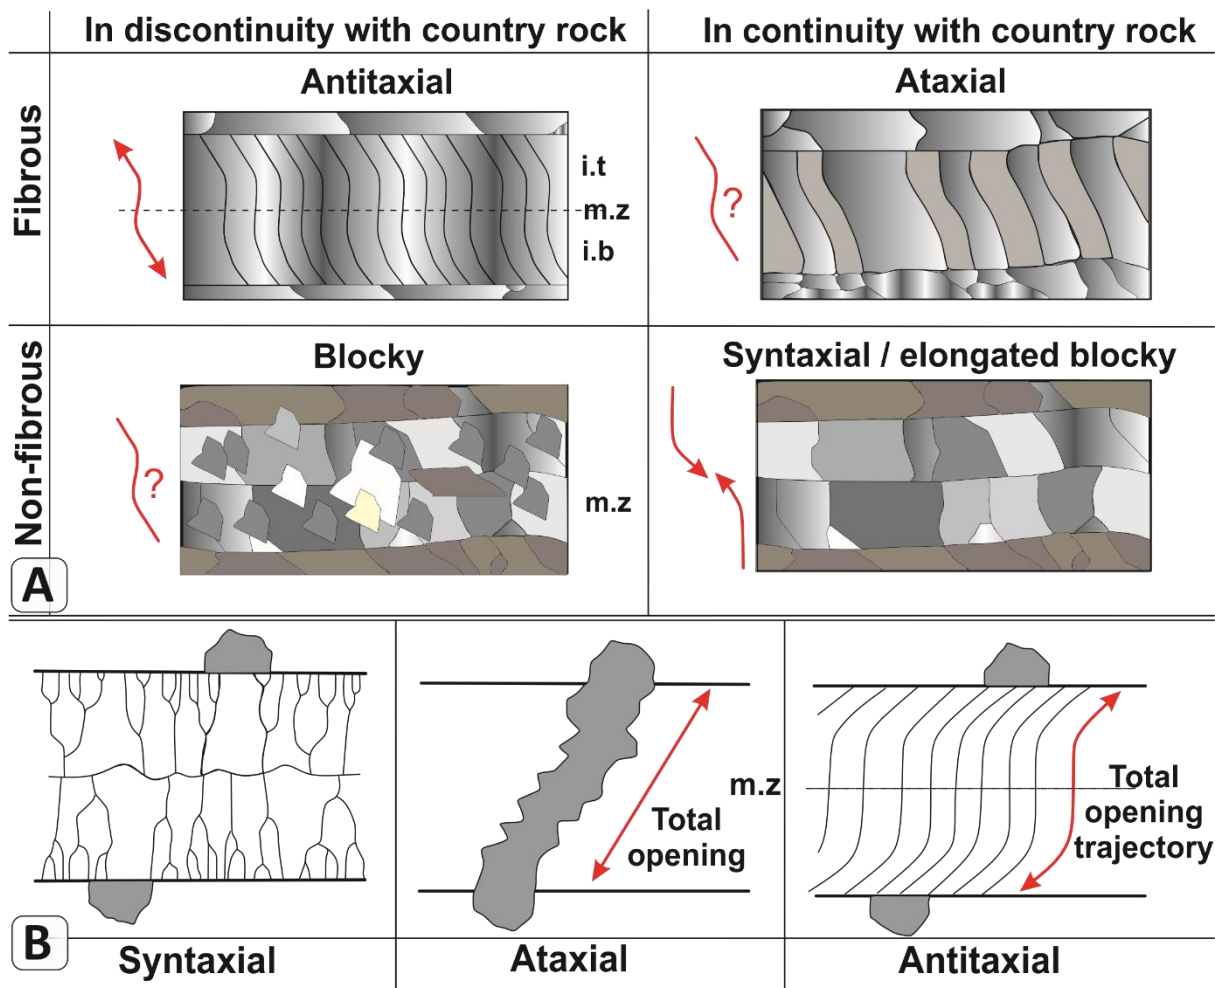 In discontinuity with country rock
In continuity with country rock
Fibrous
Antitaxial
i.t
m.z
i.b
Ataxial
?
Non-fibrous
Blocky
?
m.z
Syntaxial / elongated blocky
A
m.z
Total
opening
Total
opening
trajectory
B
Syntaxial
Ataxial
Antitaxial